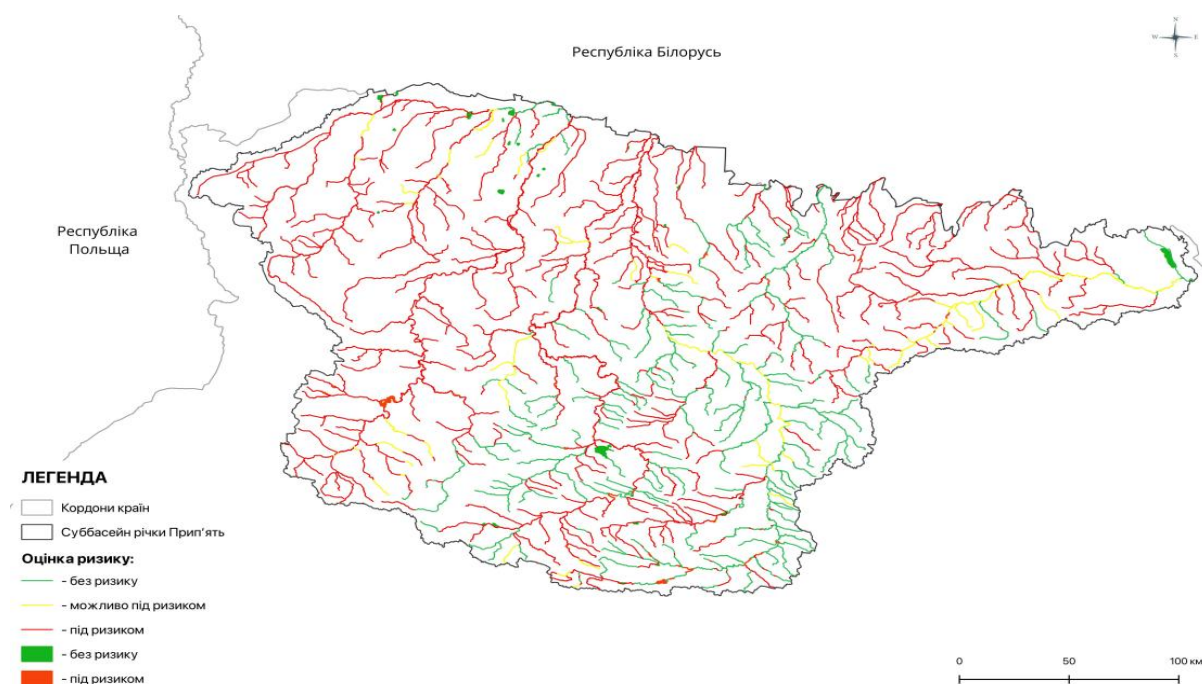 Республіка Білорусь
N
W E
S
Республіка
Польща
ЛЕГЕНДА
Кордони країн
Суббасейн річки Прип'ять
Оцінка ризику:
- без ризику
- можливо під ризиком
- під ризиком
- без ризику
- під ризиком
0 50 100 км